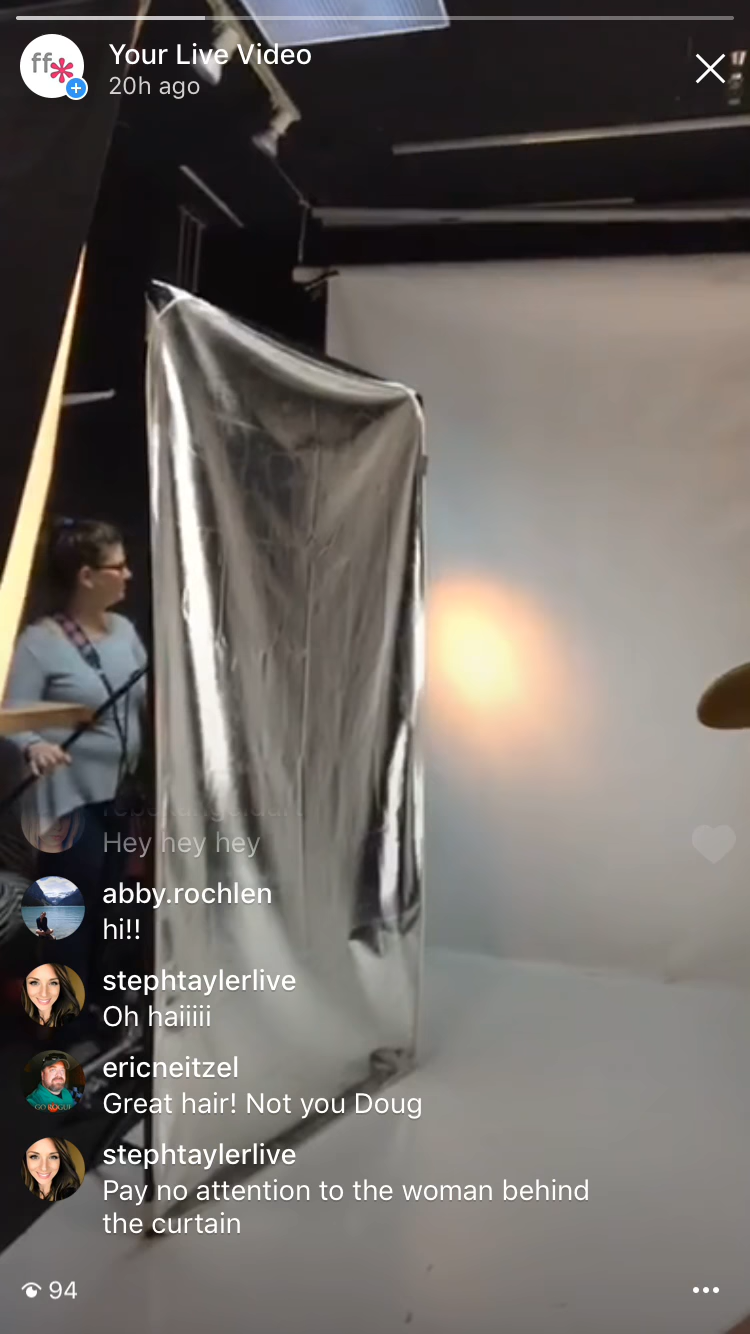 ff*
Your Live Video
20h ago
Hey hey hey
abby.rochlen
hi!!
stephtaylerlive
Oh haiiiii
ericneitzel
Great hair! Not you Doug
stephtaylerlive
Pay no attention to the woman behind
the curtain
94